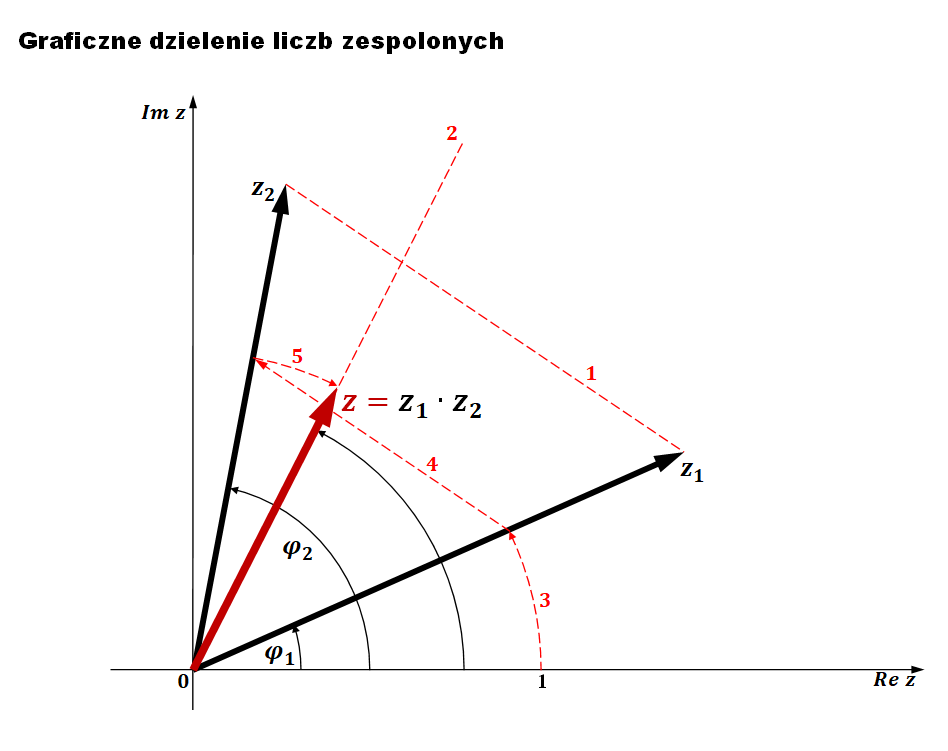 Graficzne dzielenie liczb zespolonych
Im z
2
z₂
5
1
z = z₁ · z₂
4
z₁
φ₂
3
φ₁
0
1
Re z